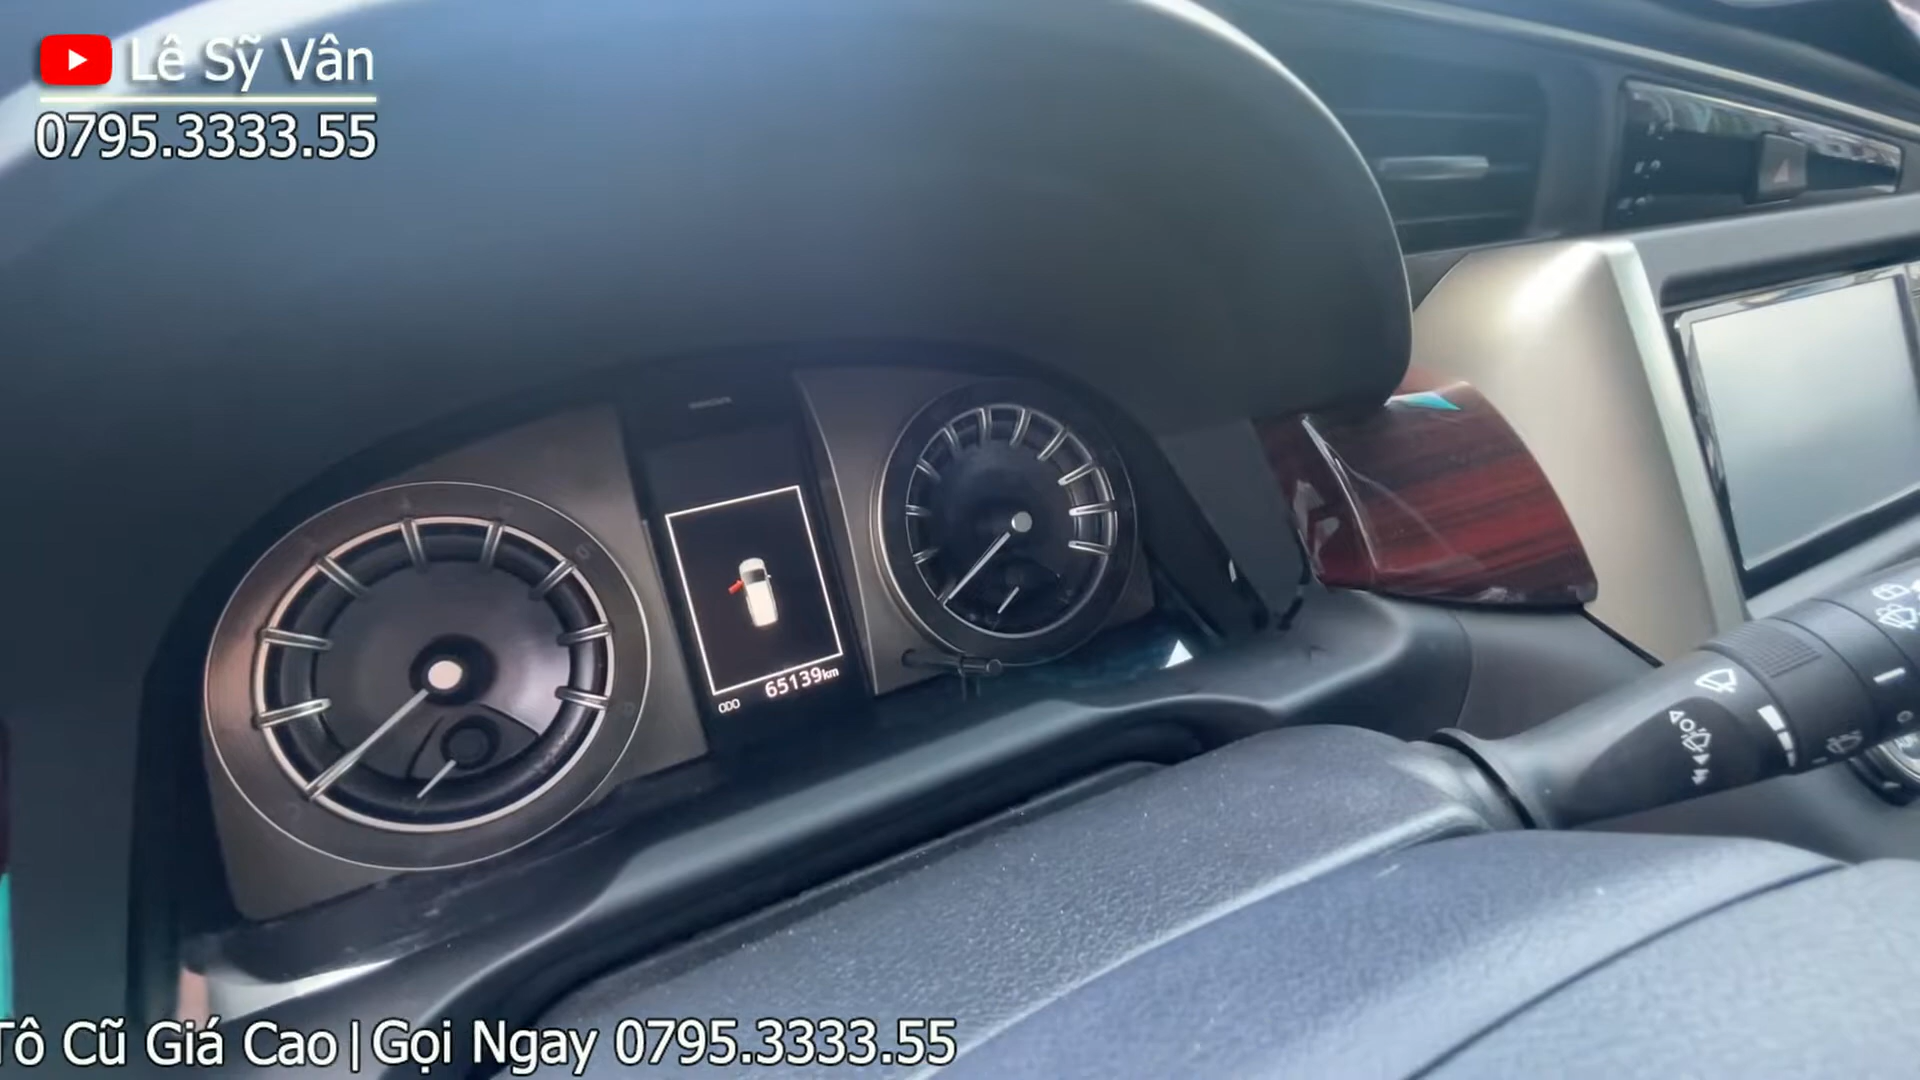 Lê Sỹ Vân
0795.3333.55
65139km
ODO
Tô Cũ Giá Cao|Gọi Ngay 0795.3333.55